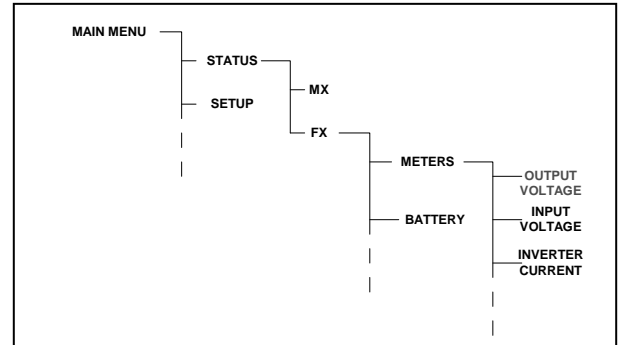 MAIN MENU
STATUS
SETUP
MX
FX
METERS
BATTERY
OUTPUT
VOLTAGE
INPUT
VOLTAGE
INVERTER
CURRENT